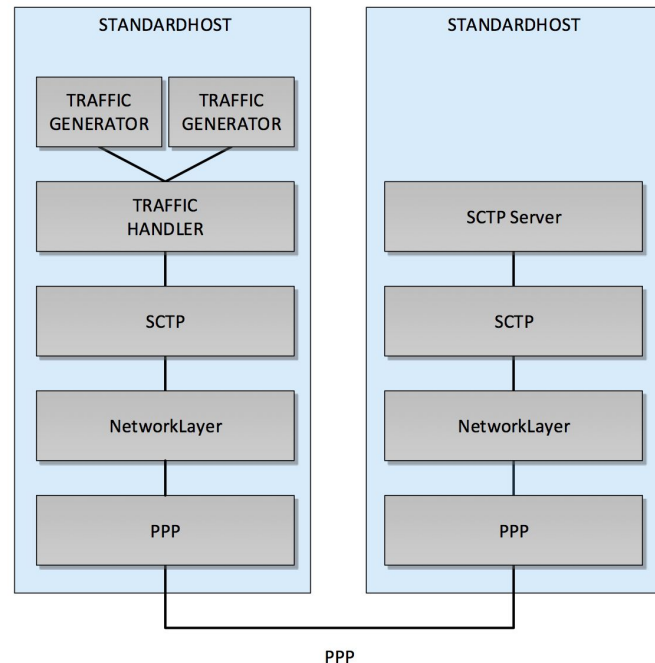 STANDARDHOST
TRAFFIC
GENERATOR
TRAFFIC
GENERATOR
TRAFFIC
HANDLER
SCTP
NetworkLayer
PPP
STANDARDHOST
SCTP Server
SCTP
NetworkLayer
PPP
PPP